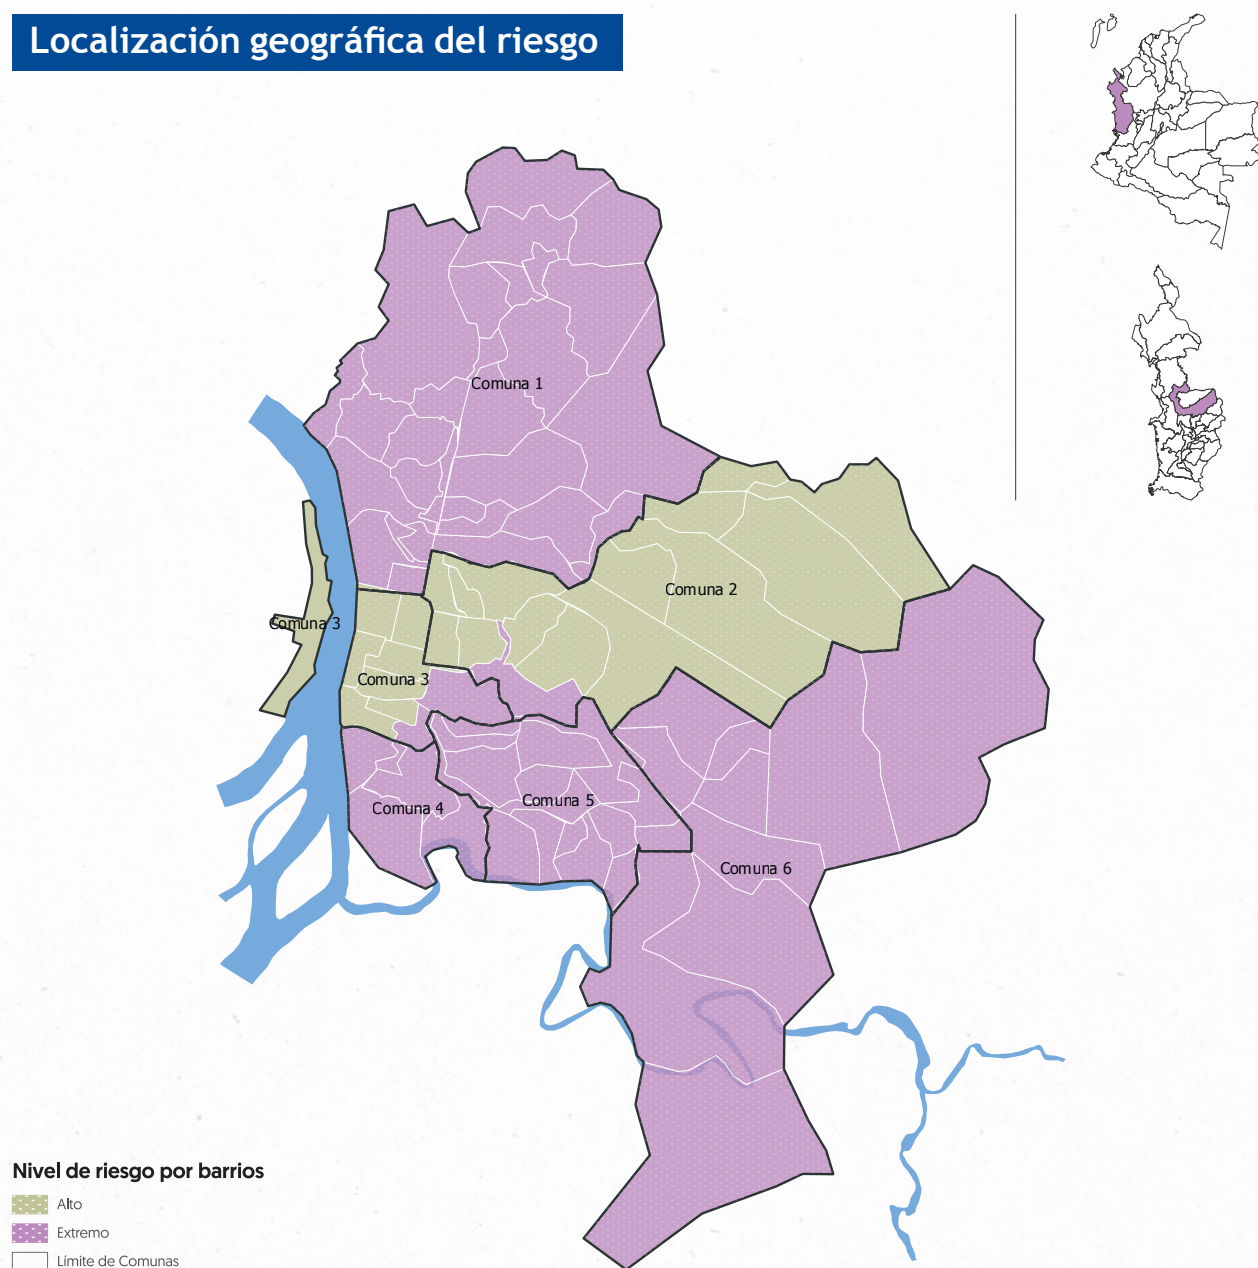 Localización geográfica del riesgo
Comuna 1
Comuna 2
Comuna 3
Comuna 3
Comuna 4
Comuna 5
Comuna 6
Nivel de riesgo por barrios
Alto
Extremo
Límite de Comunas